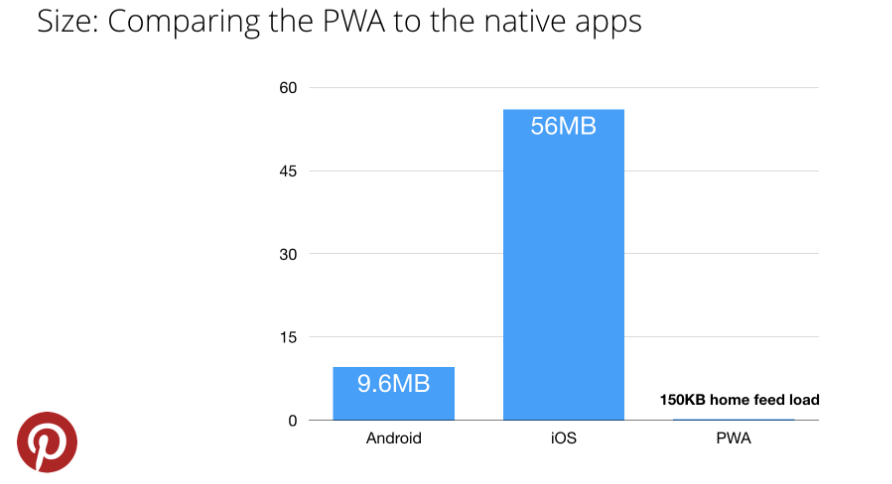 Size: Comparing the PWA to the native apps
60
56MB
45
30
15
9.6MB
150KB home feed load
0
Android iOS PWA